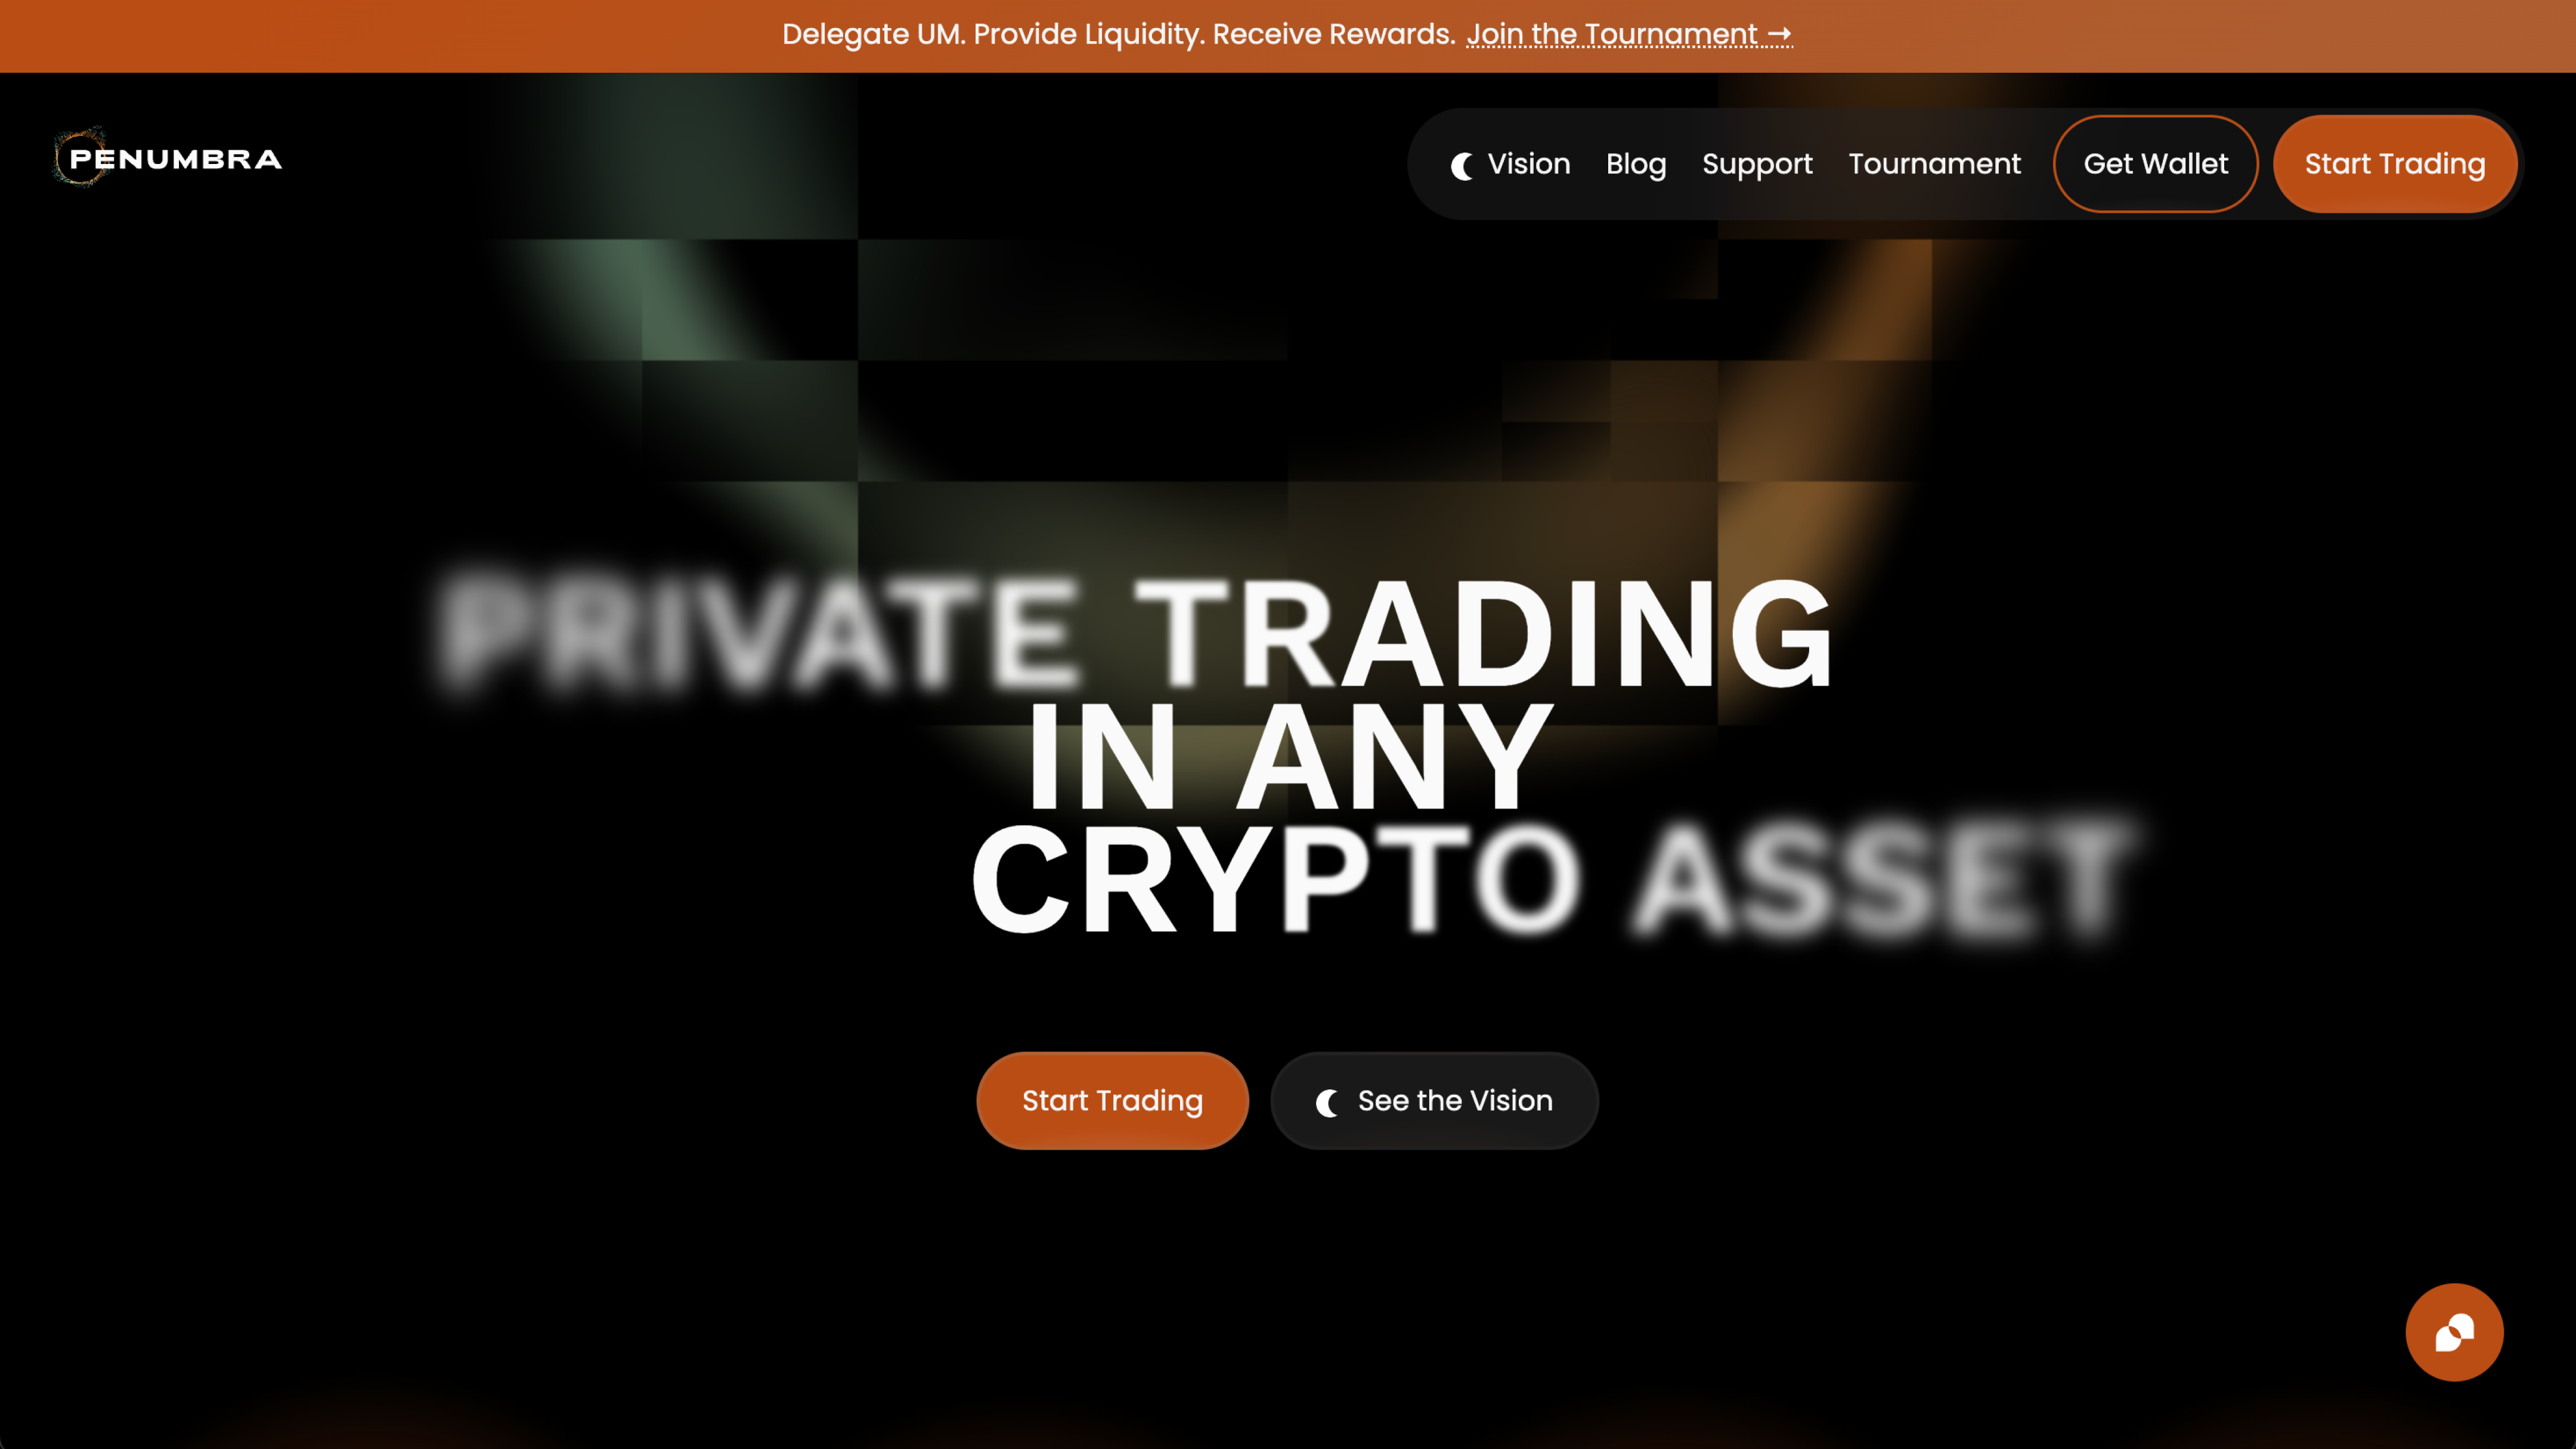 Delegate UM. Provide Liquidity. Receive Rewards. Join the Tournament →
PENUMBRA
Vision Blog Support Tournament Get Wallet Start Trading
PRIVATE TRADING
IN ANY
CRYPTO ASSET
Start Trading See the Vision